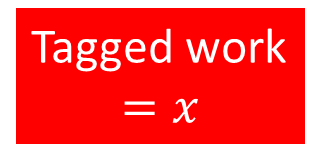 Tagged work
= x